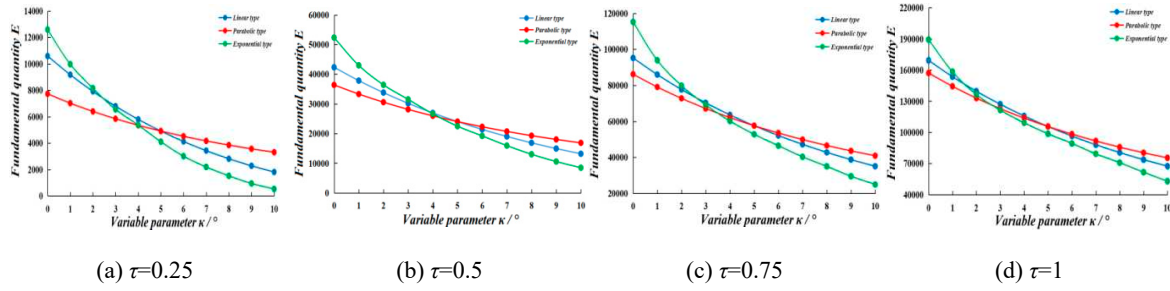 Fundamental quantity E
14000
12000
10000
8000
6000
4000
2000
0
0 1 2 3 4 5 6 7 8 9 10
Variable parameter κ / °
Linear type
Parabolic type
Exponential type
(a) τ=0.25
Fundamental quantity E
60000
50000
40000
30000
20000
10000
0
0 1 2 3 4 5 6 7 8 9 10
Variable parameter κ / °
Linear type
Parabolic type
Exponential type
(b) τ=0.5
Fundamental quantity E
120000
100000
80000
60000
40000
20000
0 1 2 3 4 5 6 7 8 9 10
Variable parameter κ / °
Linear type
Parabolic type
Exponential type
(c) τ=0.75
Fundamental quantity E
220000
190000
160000
130000
100000
70000
40000
0 1 2 3 4 5 6 7 8 9 10
Variable parameter κ / °
Linear type
Parabolic type
Exponential type
(d) τ=1